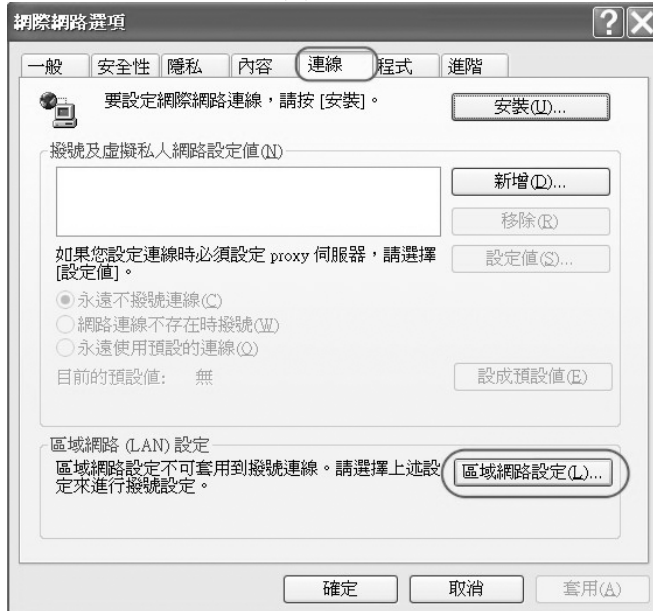 網際網路選項
一般 安全性 隱私 內容 連線 程式 進階
要設定網際網路連線，請按 [安裝]。
安裝(U)...
撥號及虛擬私人網路設定值(N)
新增(D)...
移除(R)
如果您設定連線時必須設定 proxy 伺服器，請選擇
[設定值]。
設定值(S)...
永遠不撥號連線(C)
網路連線不存在時撥號(W)
永遠使用預設的連線(O)
目前的預設值: 無
設成預設值(E)
區域網路 (LAN) 設定
區域網路設定不可套用到撥號連線。請選擇上述設
定來進行撥號設定。
區域網路設定(L)...
確定 取消 套用(A)